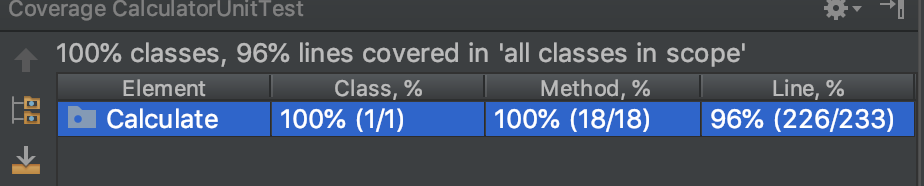 Coverage CalculatorUnitTest
100% classes, 96% lines covered in 'all classes in scope'
Element Class, % Method, % Line, %
Calculate 100% (1/1) 100% (18/18) 96% (226/233)